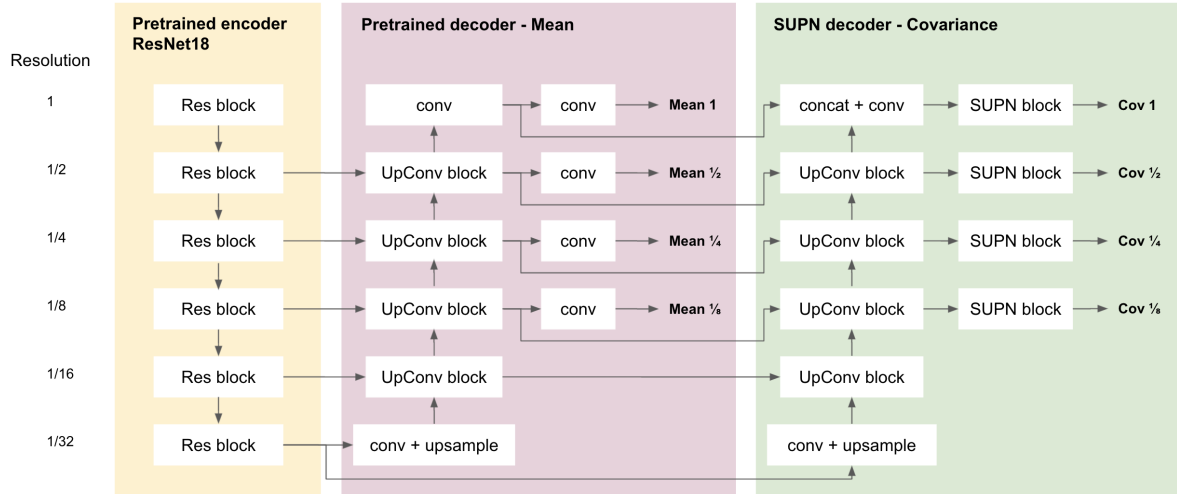 Pretrained encoder
ResNet18
Pretrained decoder - Mean
SUPN decoder - Covariance
Resolution
1
Res block
conv
conv
Mean 1
concat + conv
SUPN block
Cov 1
1/2
Res block
UpConv block
conv
Mean ½
UpConv block
SUPN block
Cov ½
1/4
Res block
UpConv block
conv
Mean ¼
UpConv block
SUPN block
Cov ¼
1/8
Res block
UpConv block
conv
Mean ⅛
UpConv block
SUPN block
Cov ⅛
1/16
Res block
UpConv block
UpConv block
1/32
Res block
conv + upsample
conv + upsample